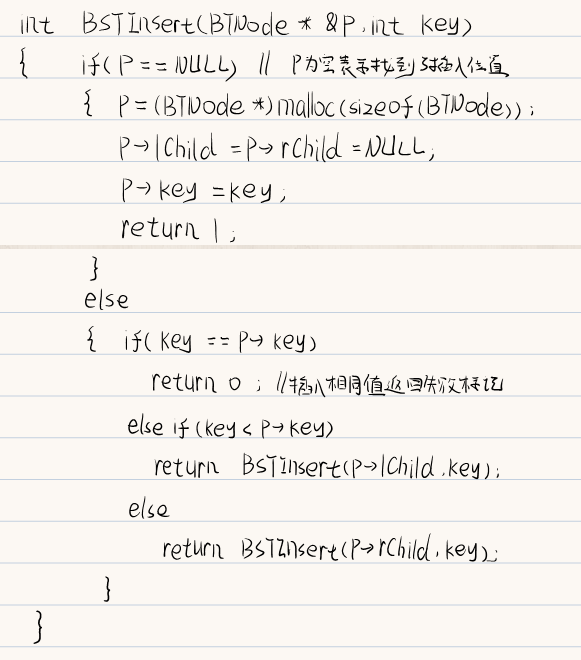 int BSTInsert(BTNode * &P,int key)
{ if(P==NULL) // P为空表示找到了插入位置
{ P=(BTNode *)malloc(sizeof(BTNode));
P→lChild =P→rChild =NULL;
P→key =key;
return 1;
}
else
{ if(key == P→key)
return 0; //插入相同值返回失败标记
else if(key < P→key)
return BSTInsert(P→lChild,key);
else
return BSTInsert(P→rChild,key);
}
}